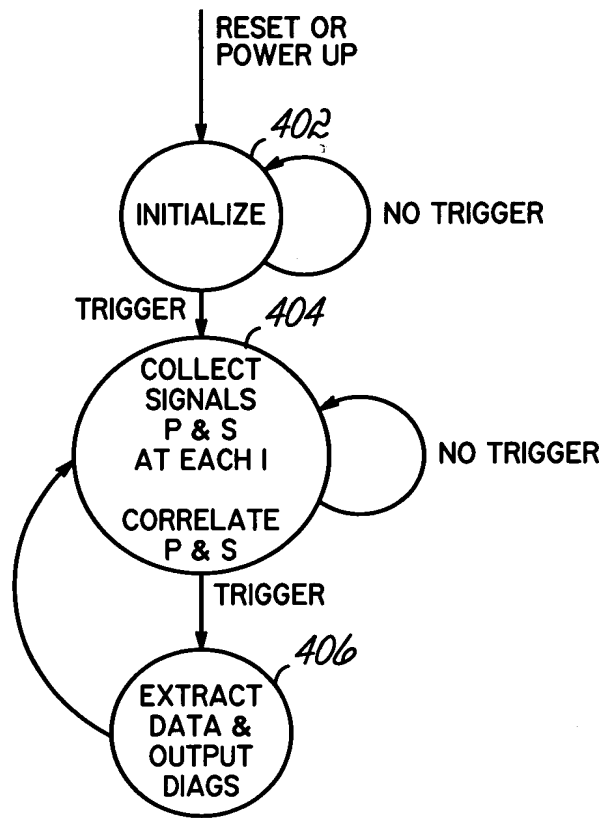 RESET OR
POWER UP
402
INITIALIZE
NO TRIGGER
TRIGGER
404
COLLECT
SIGNALS
P & S
AT EACH I
NO TRIGGER
CORRELATE
P & S
TRIGGER
406
EXTRACT
DATA &
OUTPUT
DIAGS